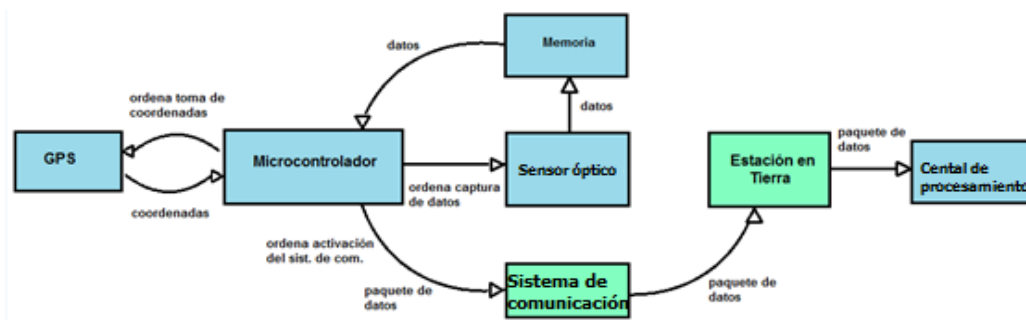 Memoria
datos
datos
ordena toma de
coordenadas
GPS
Microcontrolador
coordenadas
Sensor óptico
ordena captura
de datos
Estación en
Tierra
paquete de
datos
Cental de
procesamiento
ordena activación
del sist. de com.
paquete de
datos
Sistema de
comunicación
paquete de
datos